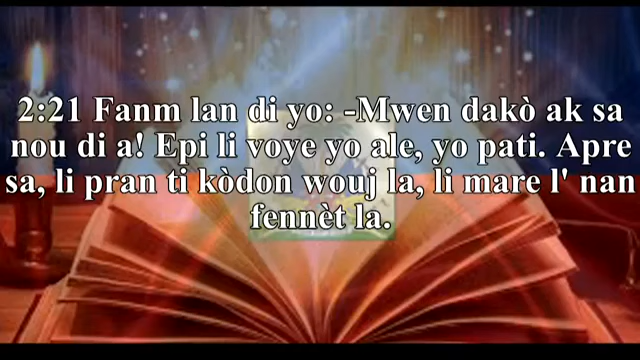 2:21 Fanm lan di yo: -Mwen dakò ak sa
nou di a! Epi li voye yo ale, yo pati. Apre
sa, li pran ti kòdon wouj la, li mare l' nan
fennèt la.